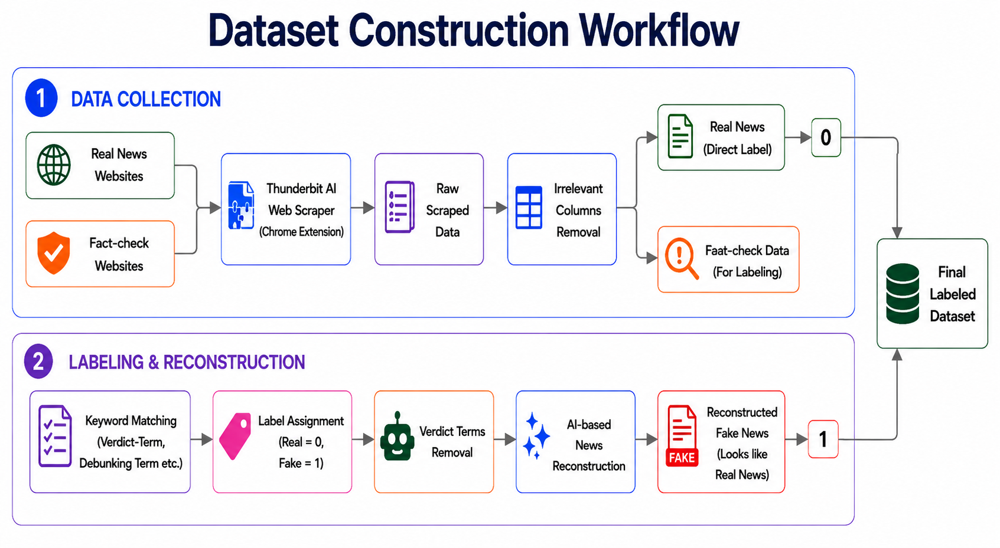 Dataset Construction Workflow
1
DATA COLLECTION
Real News
Websites
Fact-check
Websites
Thunderbit AI
Web Scraper
(Chrome Extension)
Raw
Scraped
Data
Irrelevant
Columns
Removal
Real News
(Direct Label)
0
Faat-check Data
(For Labeling)
Final
Labeled
Dataset
2
LABELING & RECONSTRUCTION
Keyword Matching
(Verdict-Term,
Debunking Term etc.)
Label Assignment
(Real = 0,
Fake = 1)
Verdict Terms
Removal
AI-based
News
Reconstruction
FAKE
Reconstructed
Fake News
(Looks like
Real News)
1